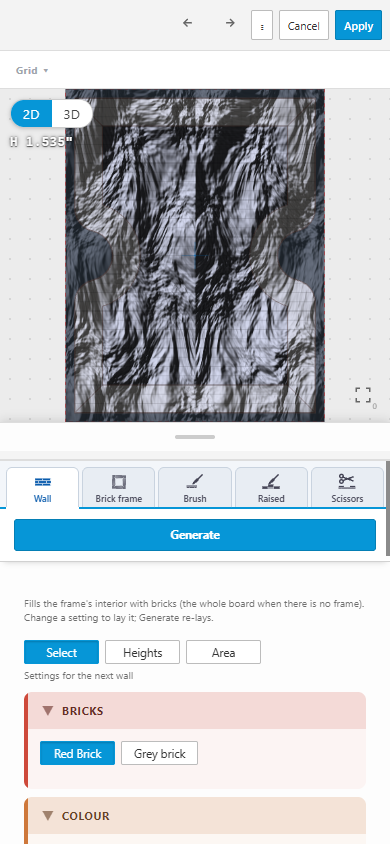 Cancel
Apply
Grid
2D
3D
H 1.535"
0
Wall
Brick frame
Brush
Raised
Scissors
Generate
Fills the frame's interior with bricks (the whole board when there is no frame).
Change a setting to lay it; Generate re-lays.
Select
Heights
Area
Settings for the next wall
BRICKS
Red Brick
Grey brick
COLOUR